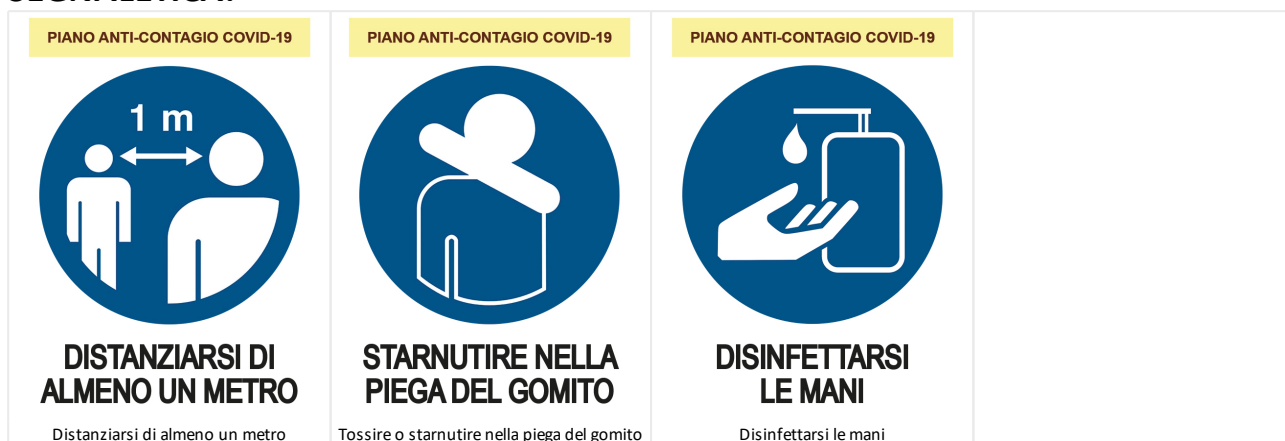 PIANO ANTI-CONTAGIO COVID-19
1 m
DISTANZIARSI DI
ALMENO UN METRO
Distanziarsi di almeno un metro
PIANO ANTI-CONTAGIO COVID-19
STARNUTIRE NELLA
PIEGA DEL GOMITO
Tossire o starnutire nella piega del gomito
PIANO ANTI-CONTAGIO COVID-19
DISINFETTARSI
LE MANI
Disinfettarsi le mani